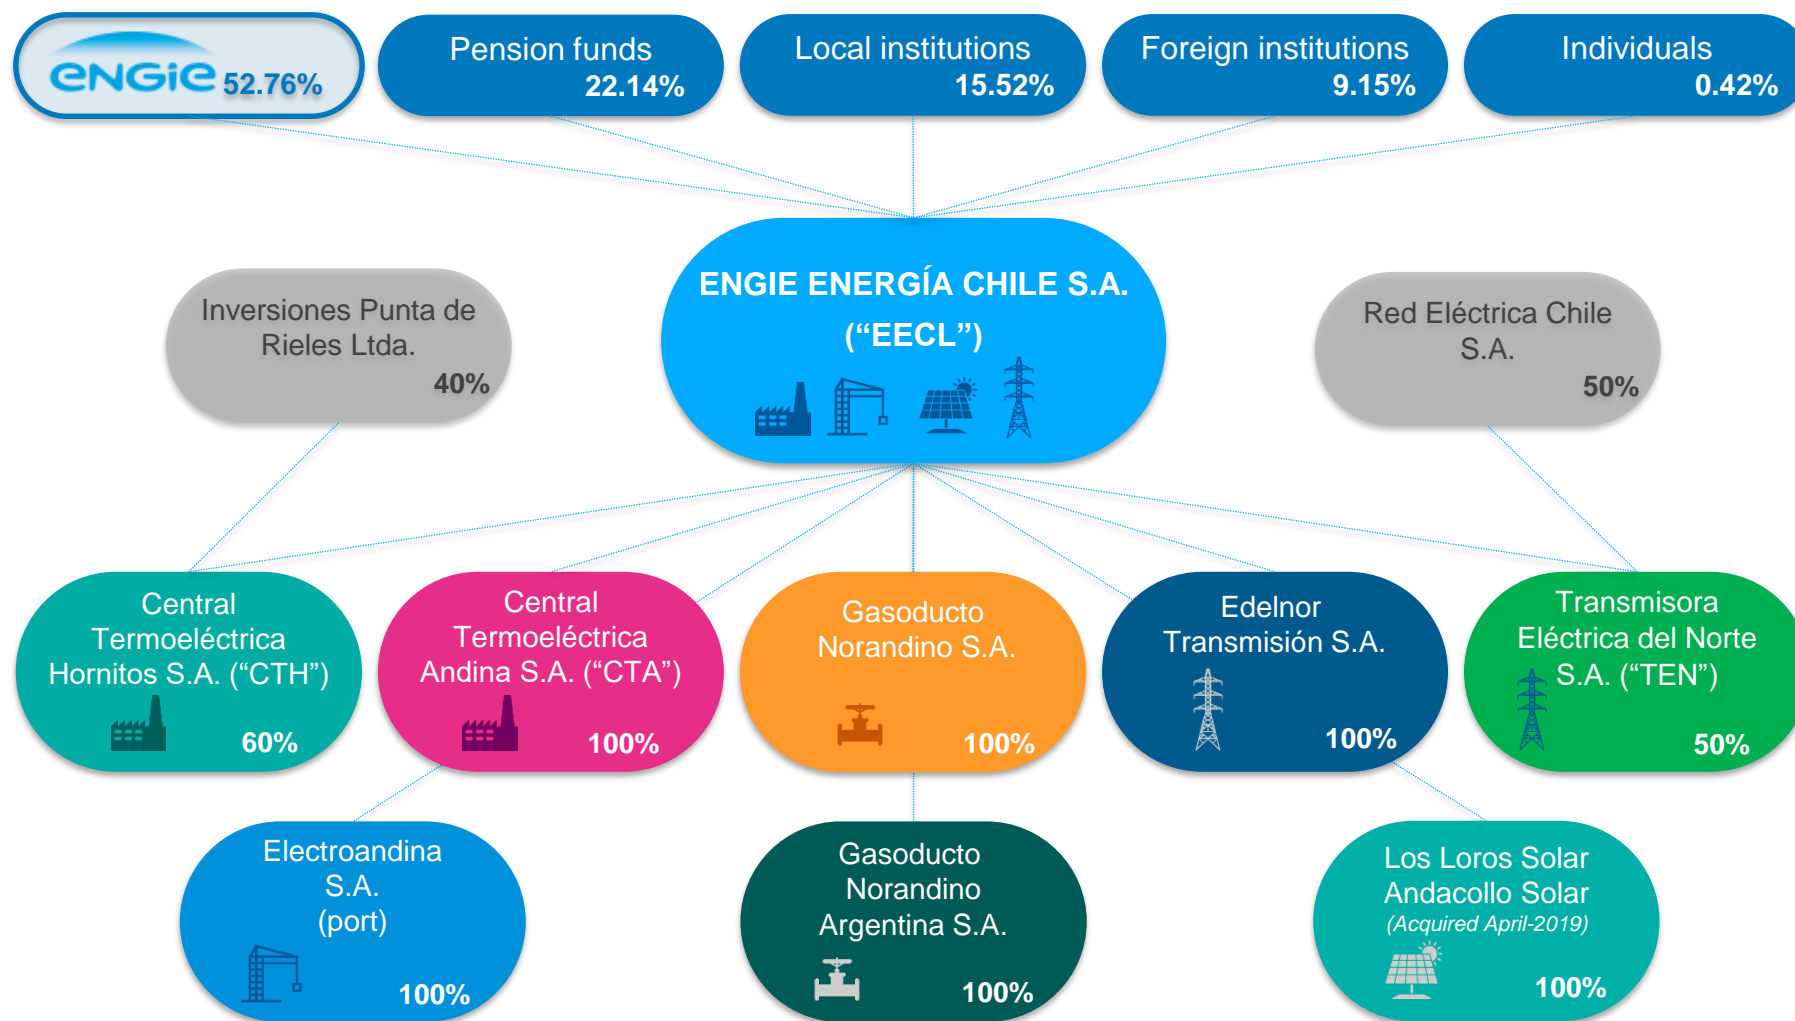 ENGIE 52.76%
Pension funds
22.14%
Local institutions
15.52%
Foreign institutions
9.15%
Individuals
0.42%
ENGIE ENERGÍA CHILE S.A.
(“EECL”)
Inversiones Punta de
Rieles Ltda.
40%
Red Eléctrica Chile
S.A.
50%
Central
Termoeléctrica
Hornitos S.A. (“CTH”)
60%
Central
Termoeléctrica
Andina S.A. (“CTA”)
100%
Gasoducto
Norandino S.A.
100%
Edelnor
Transmisión S.A.
100%
Transmisora
Eléctrica del Norte
S.A. (“TEN”)
50%
Electroandina
S.A.
(port)
100%
Gasoducto
Norandino
Argentina S.A.
100%
Los Loros Solar
Andacollo Solar
(Acquired April-2019)
100%